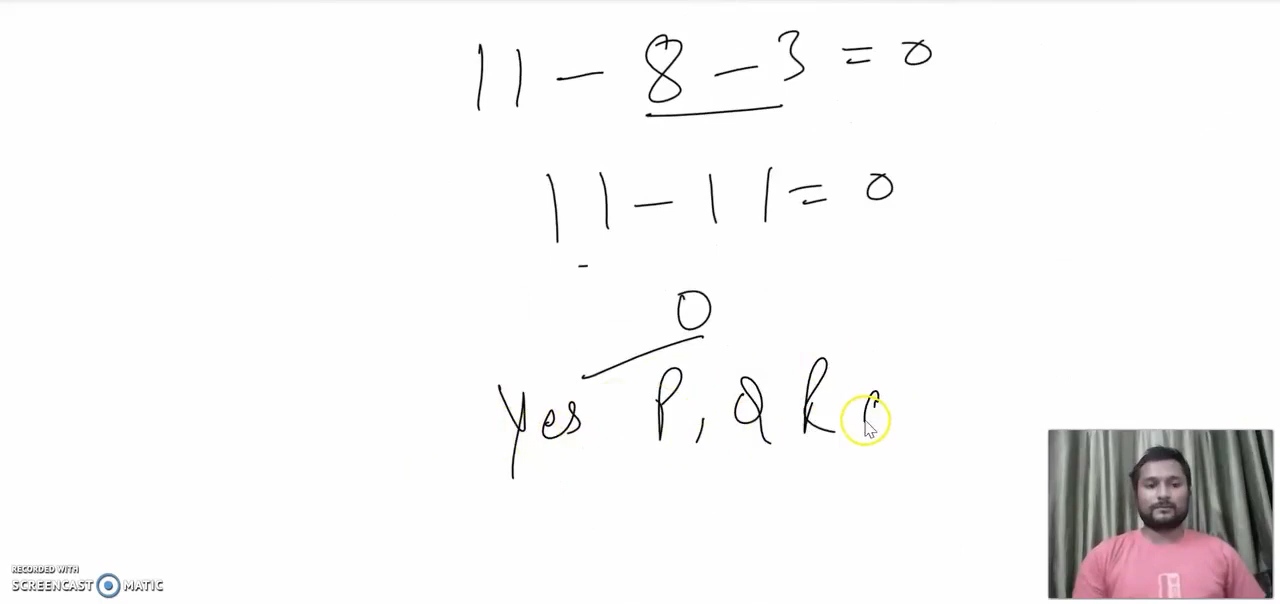 11 - 8 - 3 = 0
11 - 11 = 0
0
Yes P, Q R
RECORDED WITH
SCREENCAST MATIC